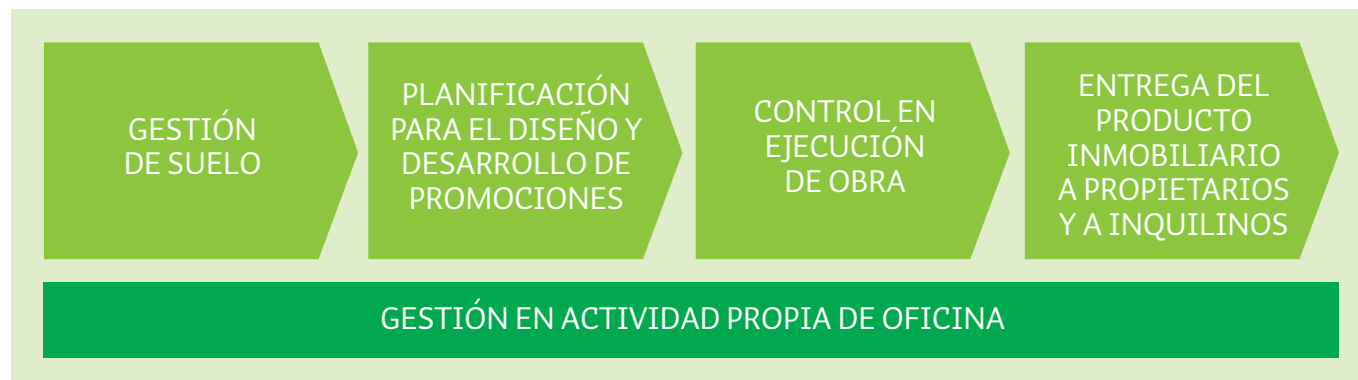 GESTIÓN
DE SUELO
PLANIFICACIÓN
PARA EL DISEÑO Y
DESARROLLO DE
PROMOCIONES
CONTROL EN
EJECUCIÓN
DE OBRA
ENTREGA DEL
PRODUCTO
INMOBILIARIO
A PROPIETARIOS
Y A INQUILINOS
GESTIÓN EN ACTIVIDAD PROPIA DE OFICINA